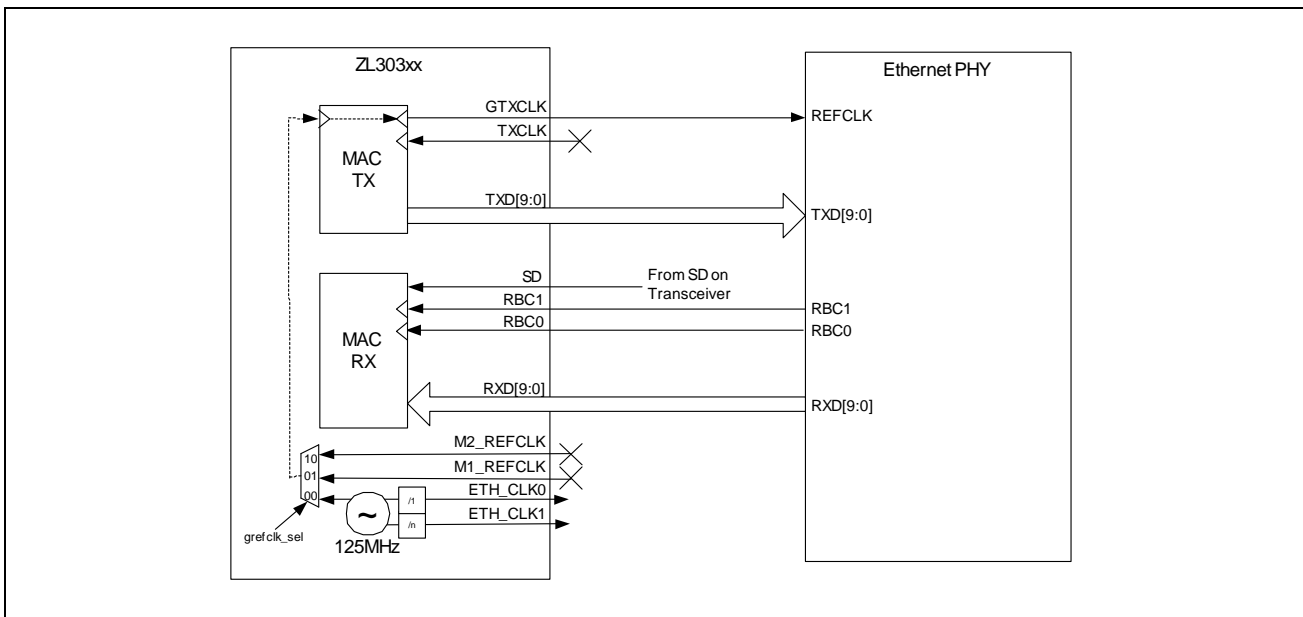 ZL303xx
Ethernet PHY
GTXCLK
REFCLK
TXCLK
MAC
TX
TXD[9:0]
TXD[9:0]
SD
From SD on
Transceiver
RBC1
RBC1
RBC0
RBC0
MAC
RX
RXD[9:0]
RXD[9:0]
M2_REFCLK
10
M1_REFCLK
01
ETH_CLK0
00
/1
~
ETH_CLK1
/n
grefclk_sel
125MHz